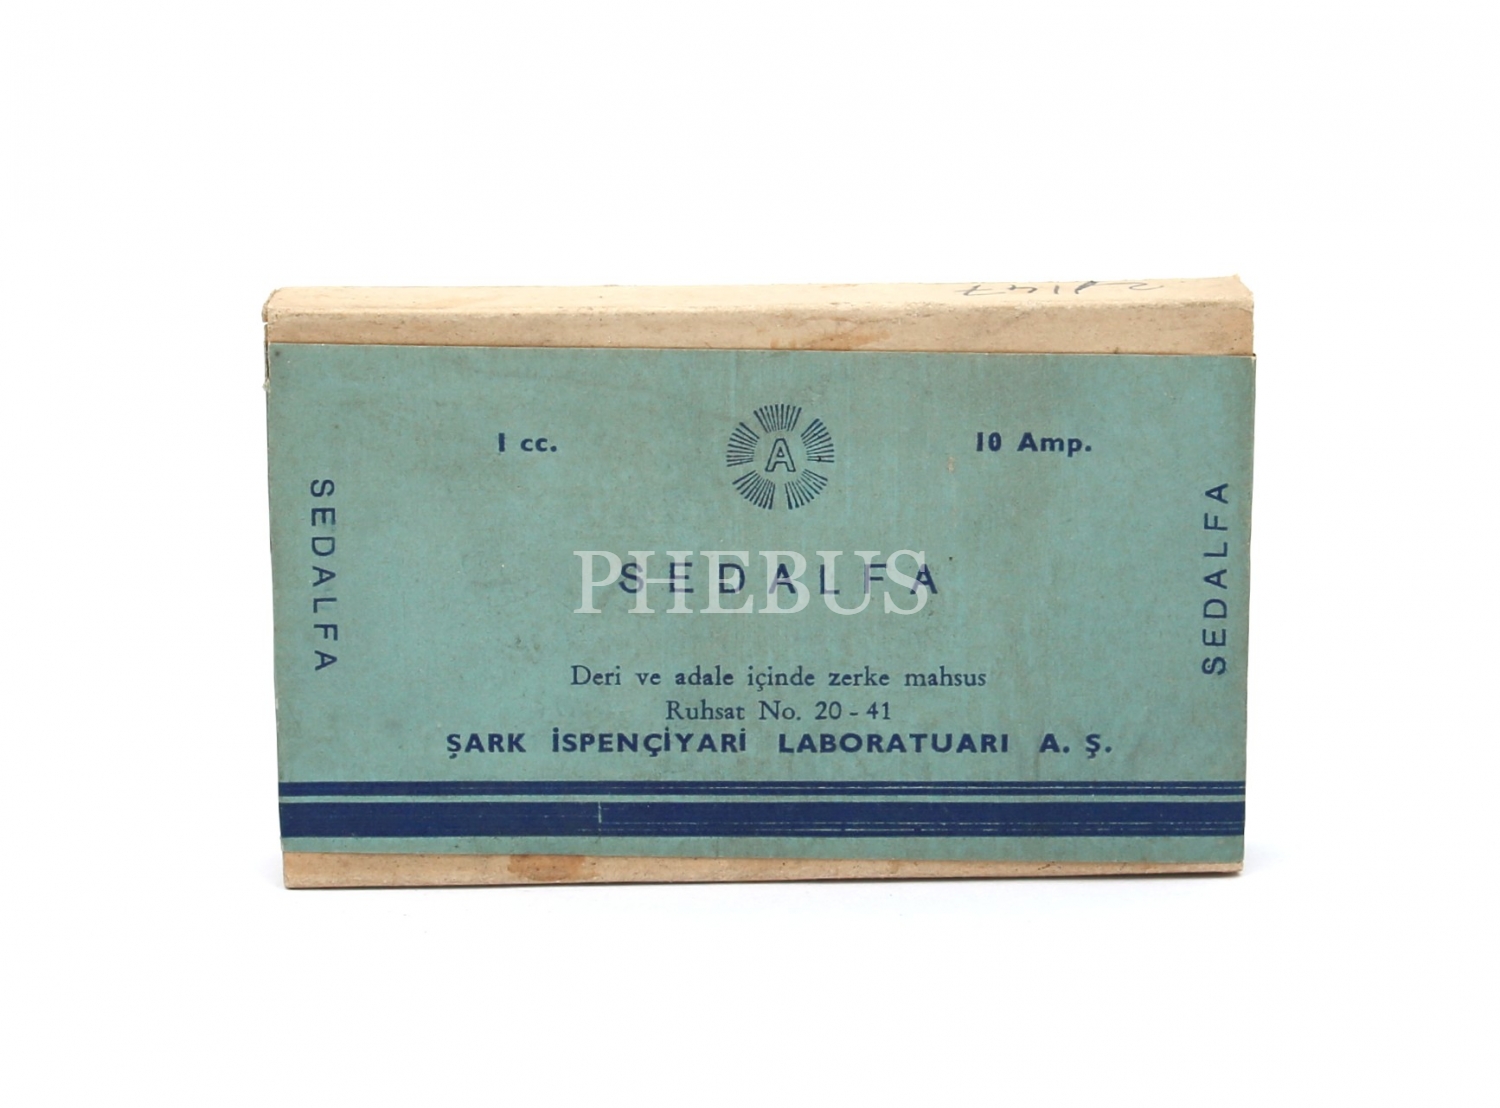 1 cc.
A
10 Amp.
SEDALFA
SEDALFA
SEDALFA
PHEBUS
Deri ve adale içinde zerke mahsus
Ruhsat No. 20 - 41
ŞARK İSPENÇİYARİ LABORATUARI A. Ş.